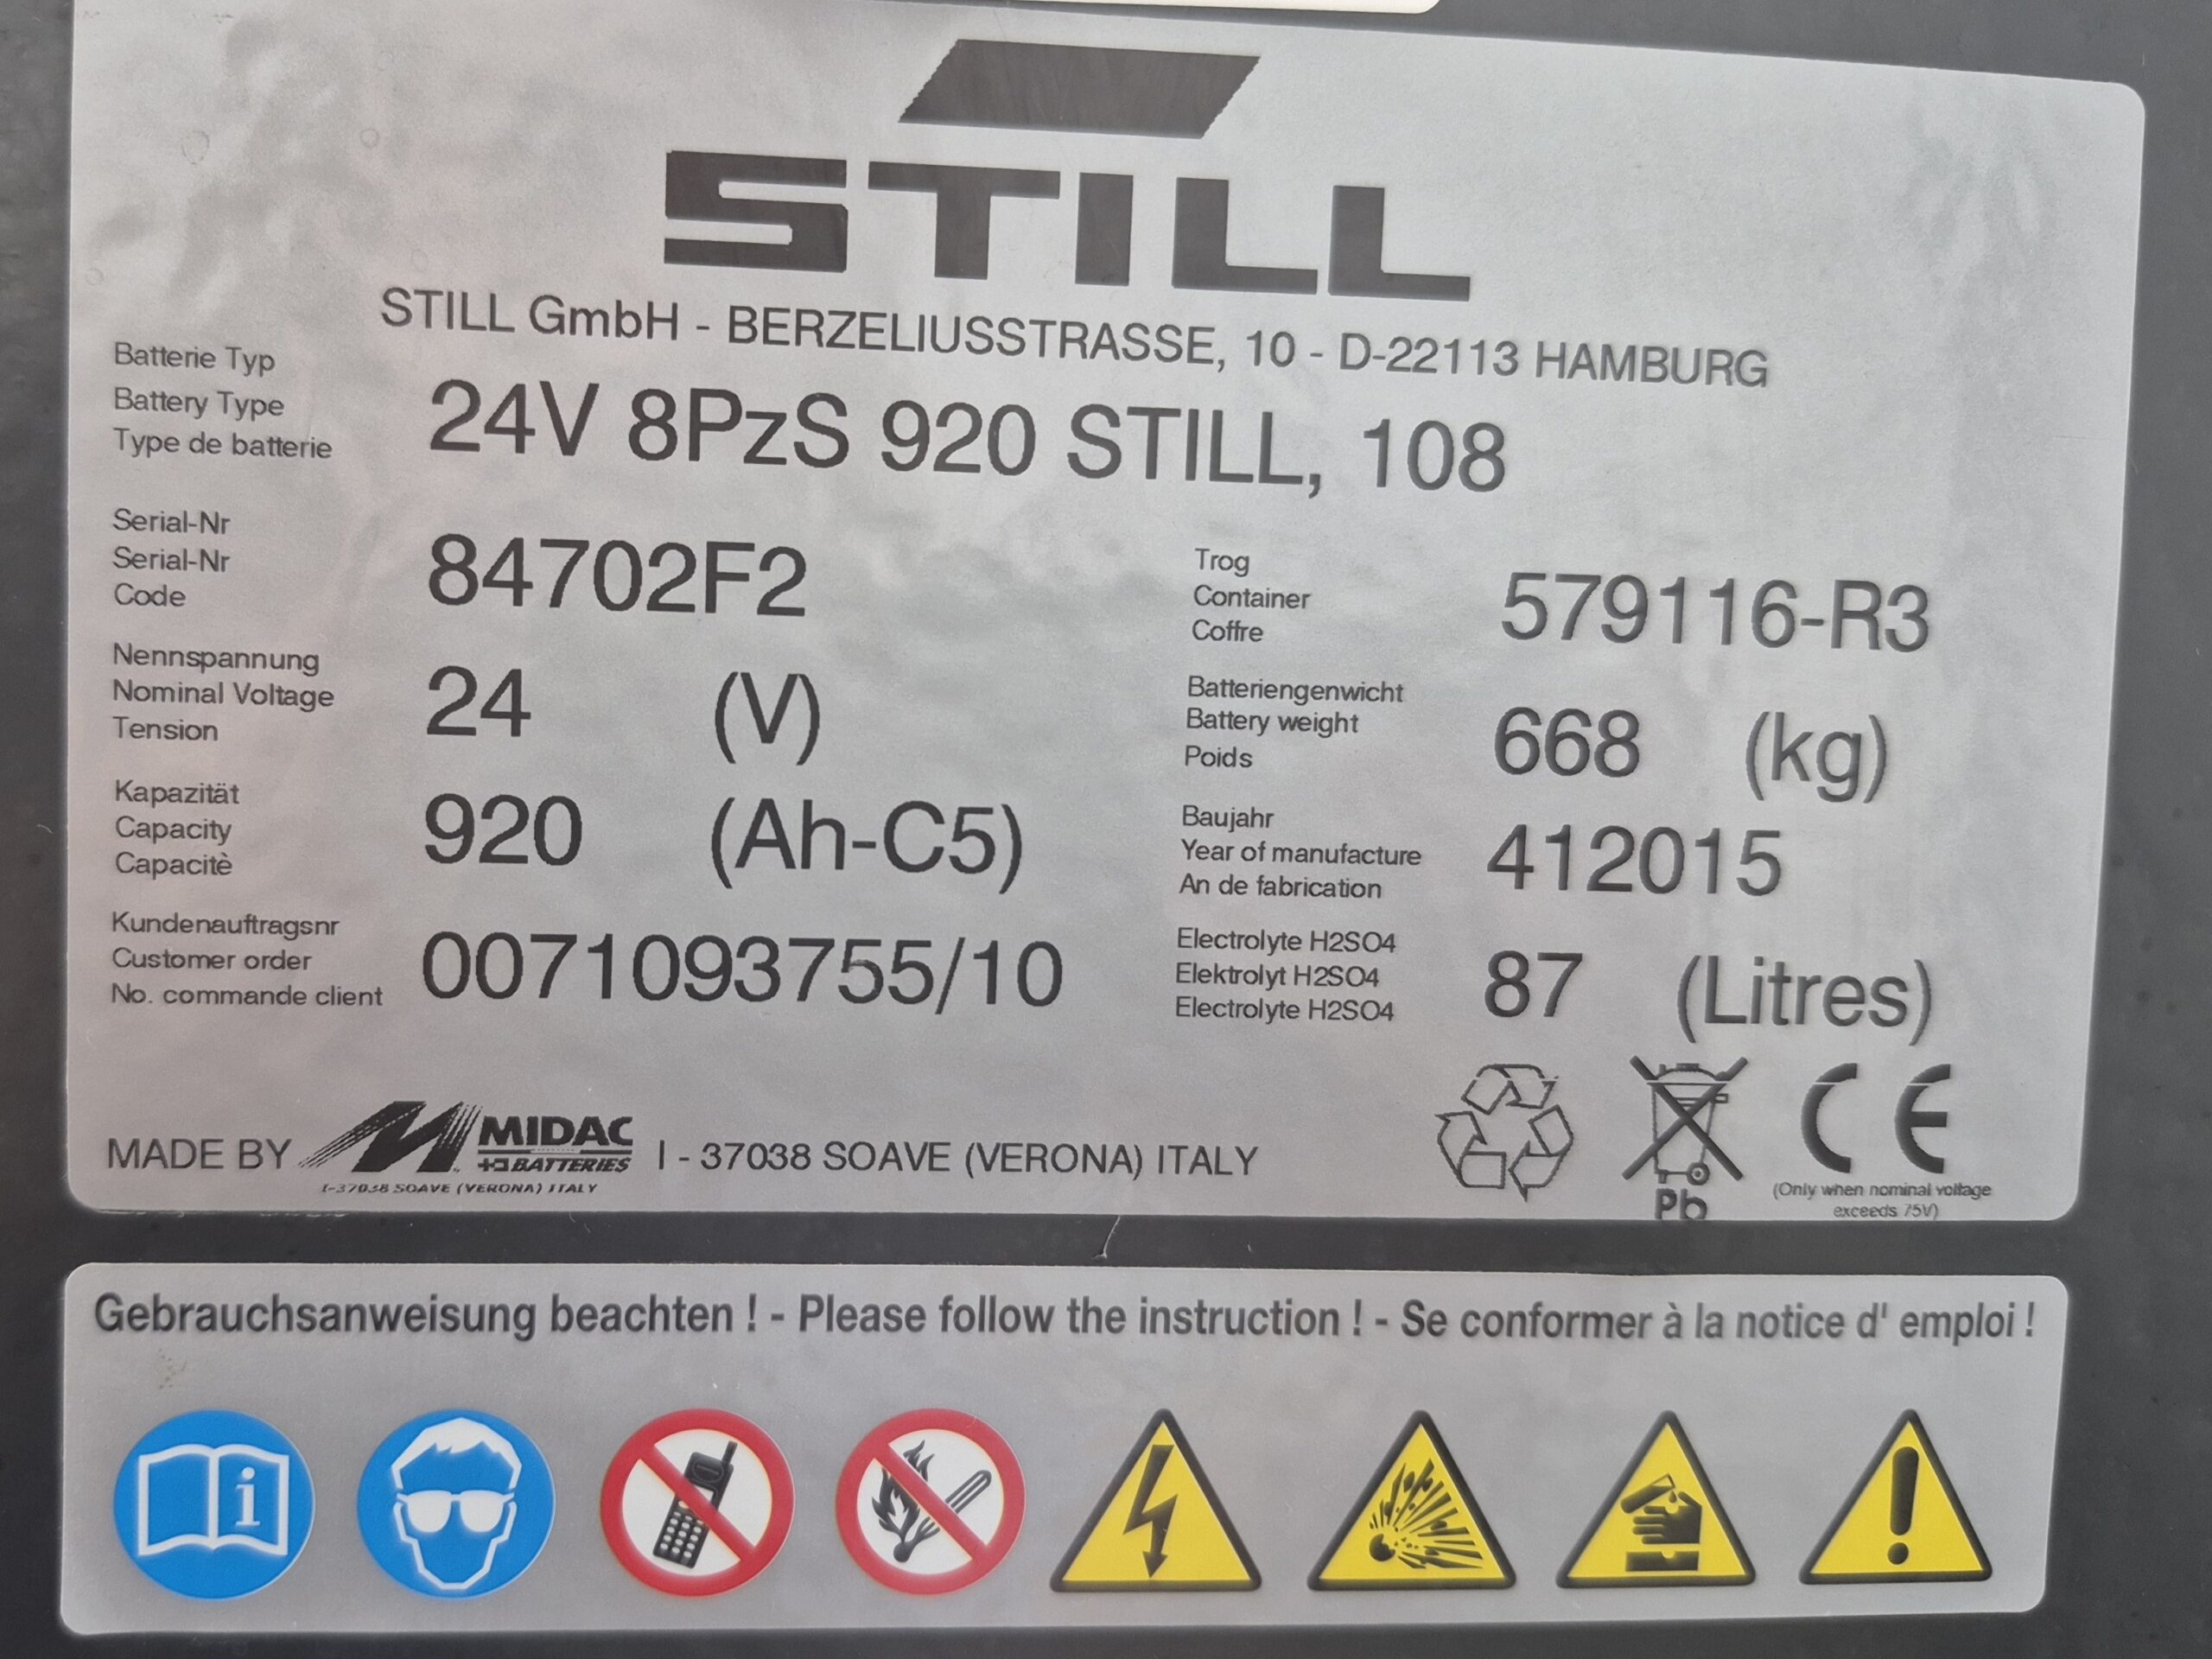 STILL
STILL GmbH - BERZELIUSSTRASSE, 10 - D-22113 HAMBURG
Batterie Typ
Battery Type
Type de batterie
24V 8PzS 920 STILL, 108
Serial-Nr
Serial-Nr
Code
84702F2
Trog
Container
Coffre
579116-R3
Nennspannung
Nominal Voltage
Tension
24 (V)
Batteriengenwicht
Battery weight
Poids
668 (kg)
Kapazität
Capacity
Capacitè
920 (Ah-C5)
Baujahr
Year of manufacture
An de fabrication
412015
Kundenauftragsnr
Customer order
No. commande client
0071093755/10
Electrolyte H2SO4
Elektrolyt H2SO4
Electrolyte H2SO4
87 (Litres)
MADE BY MIDAC BATTERIES I - 37038 SOAVE (VERONA) ITALY
I-37038 SOAVE (VERONA) ITALY
Pb
CE
(Only when nominal voltage
exceeds 75V)
Gebrauchsanweisung beachten ! - Please follow the instruction ! - Se conformer à la notice d' emploi !
i